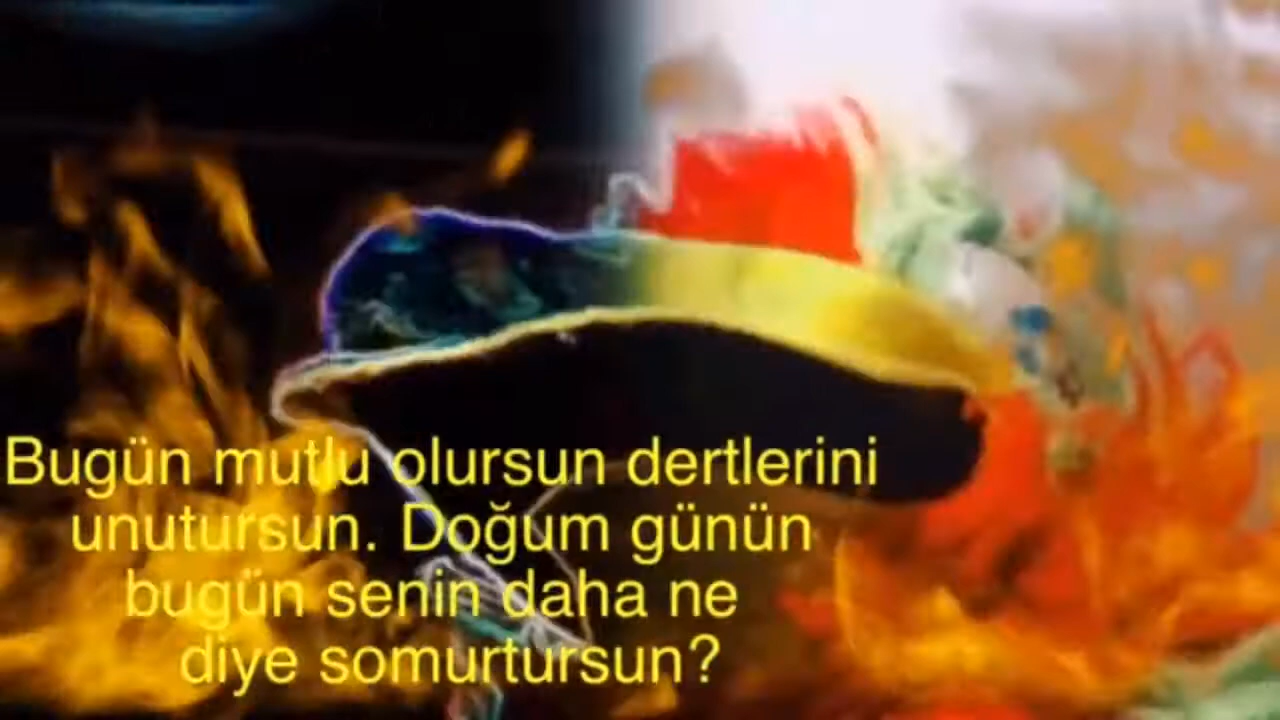 Bugün mutlu olursun dertlerini
unutursun. Doğum günün
bugün senin daha ne
diye somurtursun?